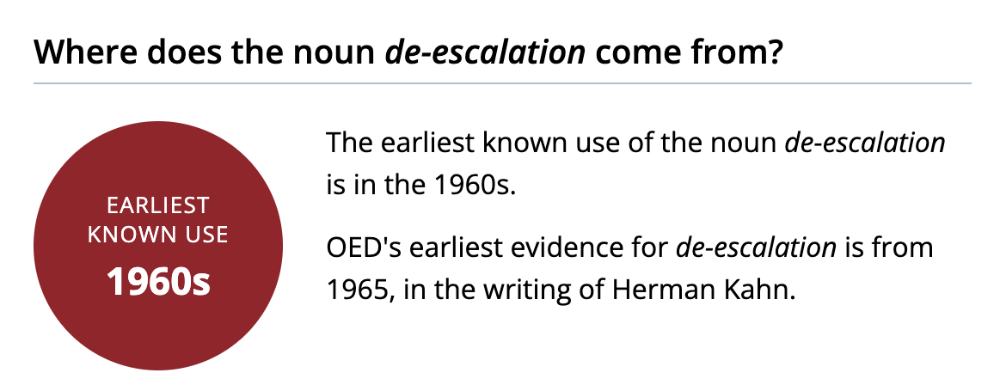 Where does the noun de-escalation come from?
EARLIEST
KNOWN USE
1960s
The earliest known use of the noun de-escalation
is in the 1960s.
OED's earliest evidence for de-escalation is from
1965, in the writing of Herman Kahn.